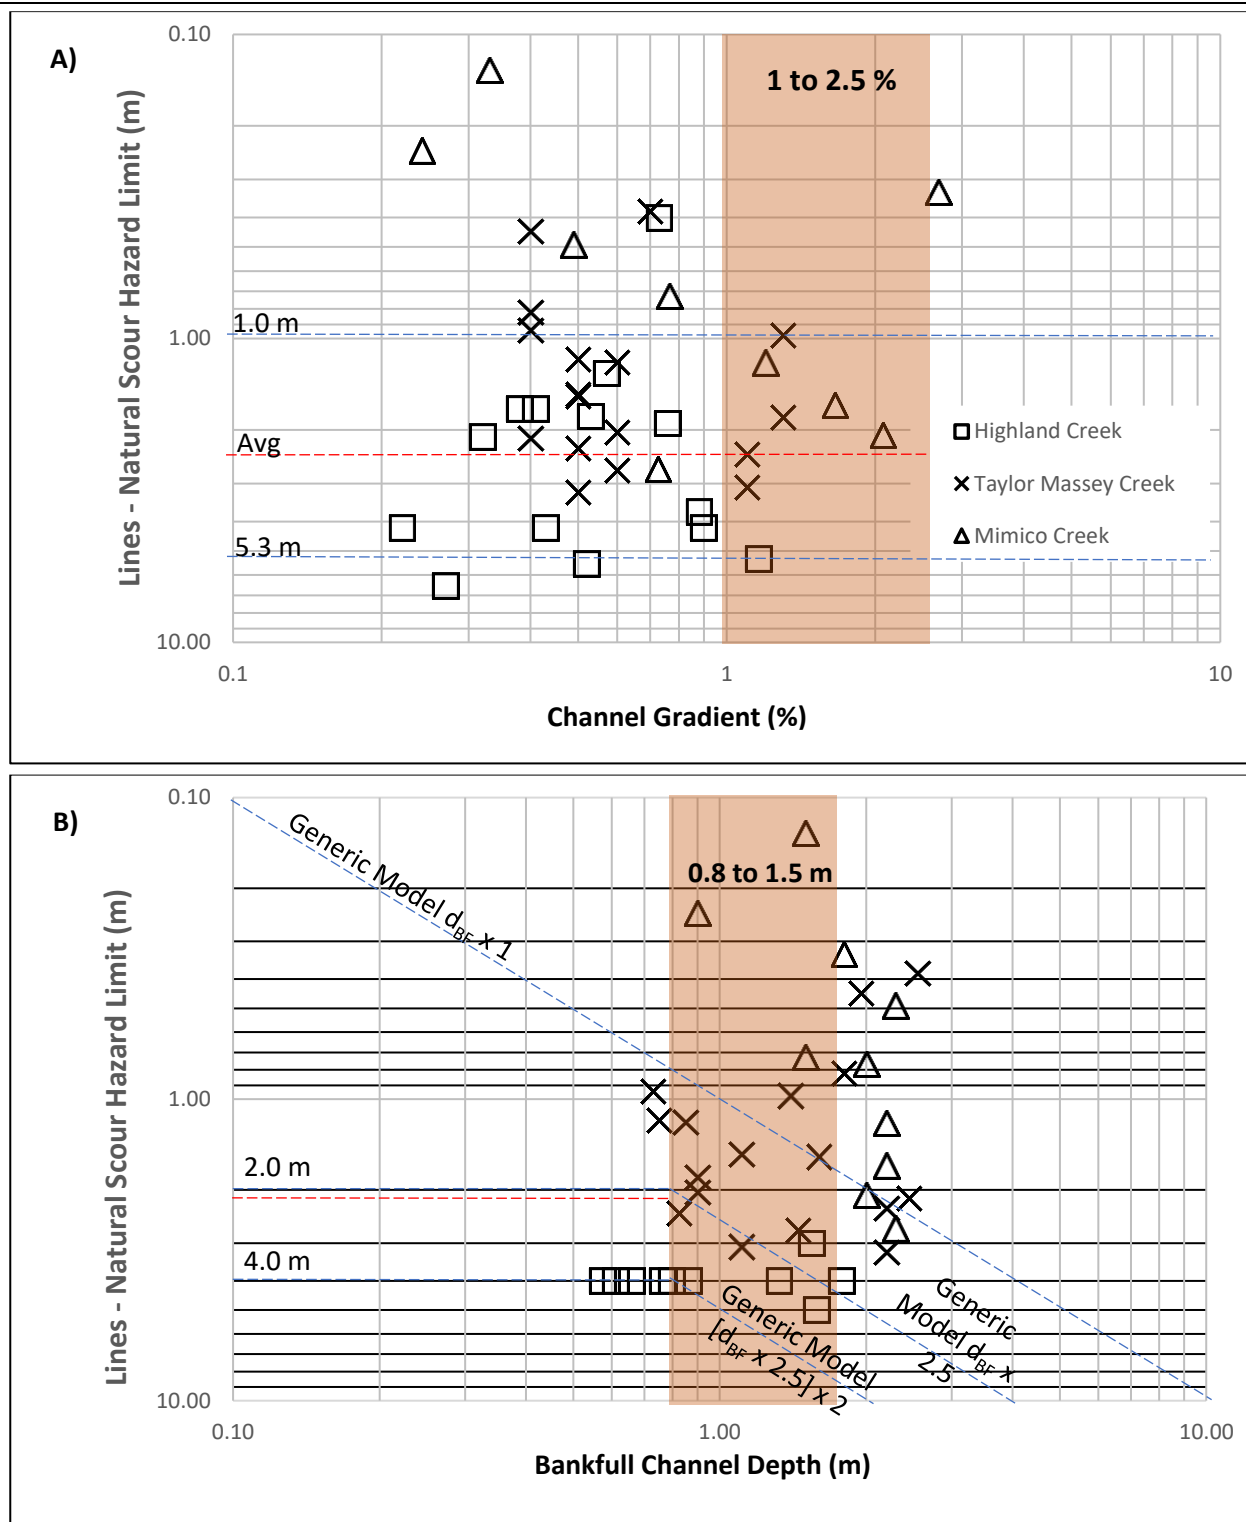 A)
Lines - Natural Scour Hazard Limit (m)
0.10
1.00
10.00
1 to 2.5 %
1.0 m
Avg
5.3 m
Highland Creek
Taylor Massey Creek
Mimico Creek
0.1
1
10
Channel Gradient (%)
B)
Lines - Natural Scour Hazard Limit (m)
0.10
1.00
10.00
Generic Model dBF x 1
0.8 to 1.5 m
2.0 m
4.0 m
Generic Model
[dBF x 2.5] x 2
Generic
Model dBF x
2.5
0.10
1.00
10.00
Bankfull Channel Depth (m)